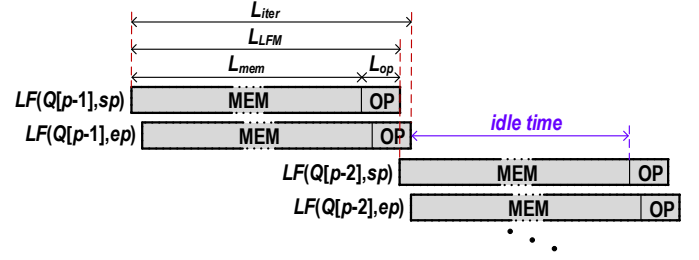 L_iter
L_LFM
L_mem L_op
LF(Q[p-1],sp) MEM OP
LF(Q[p-1],ep) MEM OP idle time
LF(Q[p-2],sp) MEM OP
LF(Q[p-2],ep) MEM OP